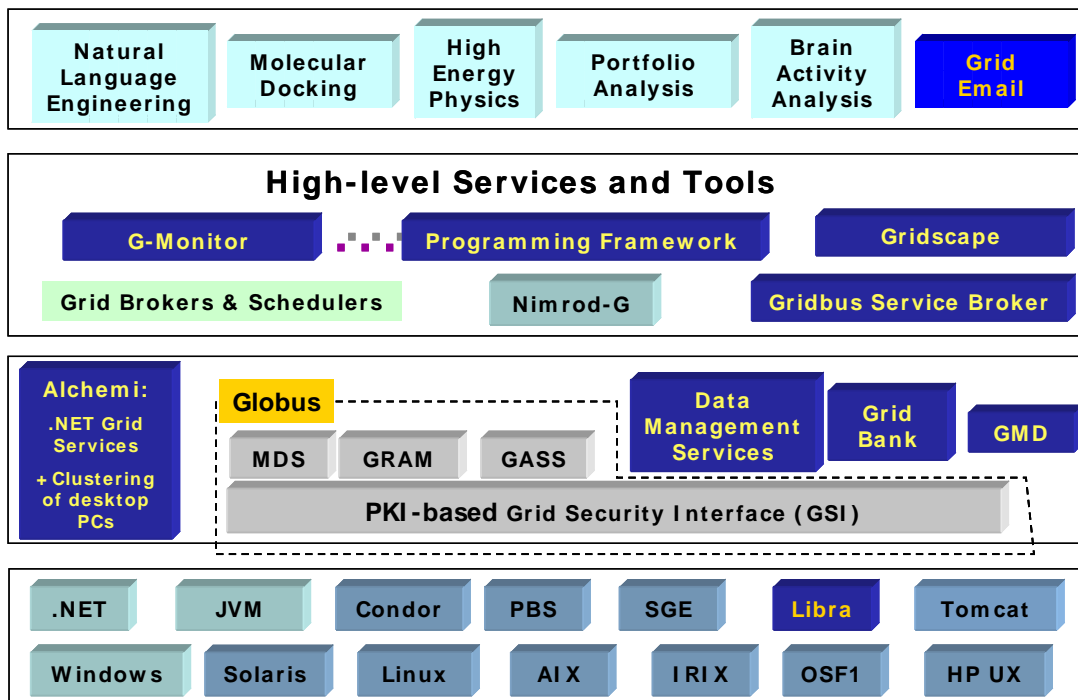 Natural
Language
Engineering
Molecular
Docking
High
Energy
Physics
Portfolio
Analysis
Brain
Activity
Analysis
Grid
Email
High-level Services and Tools
G-Monitor
Programming Framework
Gridscape
Grid Brokers & Schedulers
Nimrod-G
Gridbus Service Broker
Alchemi:
.NET Grid
Services
+ Clustering
of desktop
PCs
Globus
MDS
GRAM
GASS
PKI-based Grid Security Interface (GSI)
Data
Management
Services
Grid
Bank
GMD
.NET
JVM
Condor
PBS
SGE
Libra
Tomcat
Windows
Solaris
Linux
AIX
IRIX
OSF1
HP UX